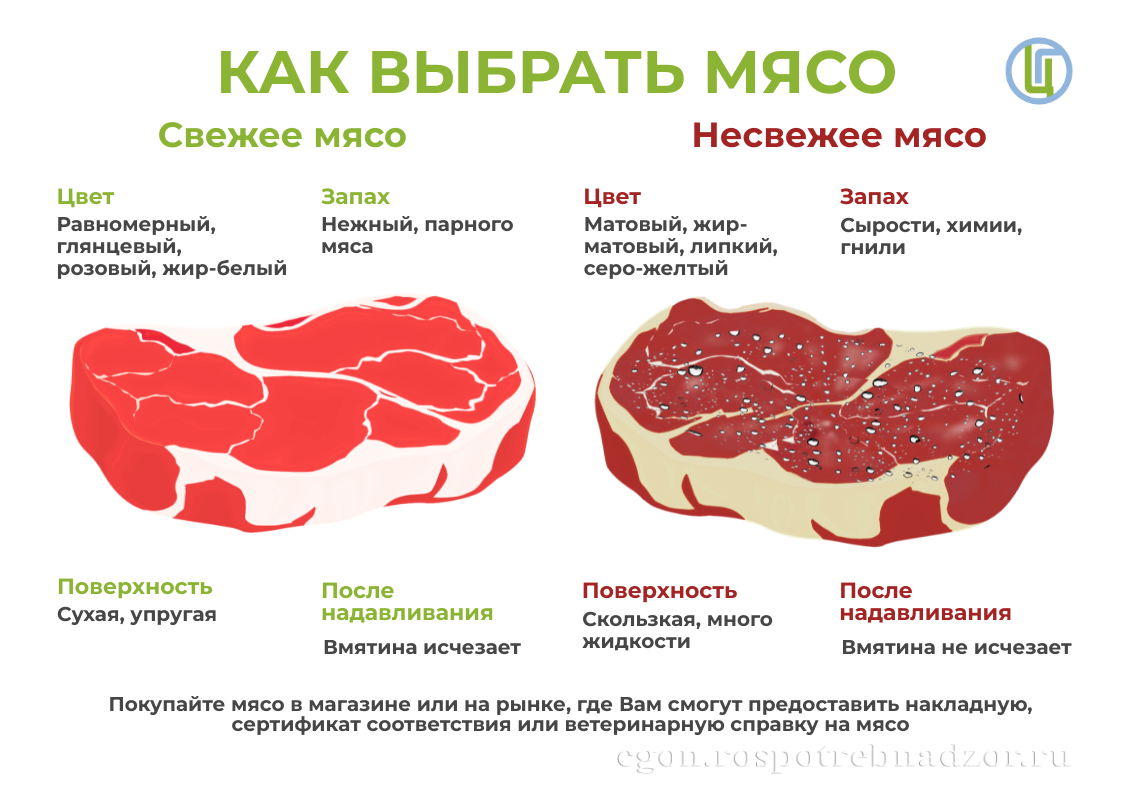 КАК ВЫБРАТЬ МЯСО
ГЦ
Свежее мясо
Цвет
Равномерный,
глянцевый,
розовый, жир-белый
Запах
Нежный, парного
мяса
Поверхность
Сухая, упругая
После
надавливания
Вмятина исчезает
Несвежее мясо
Цвет
Матовый, жир-
матовый, липкий,
серо-желтый
Запах
Сырости, химии,
гнили
Поверхность
Скользкая, много
жидкости
После
надавливания
Вмятина не исчезает
Покупайте мясо в магазине или на рынке, где Вам смогут предоставить накладную,
сертификат соответствия или ветеринарную справку на мясо
cgon.rospotrebnadzor.ru